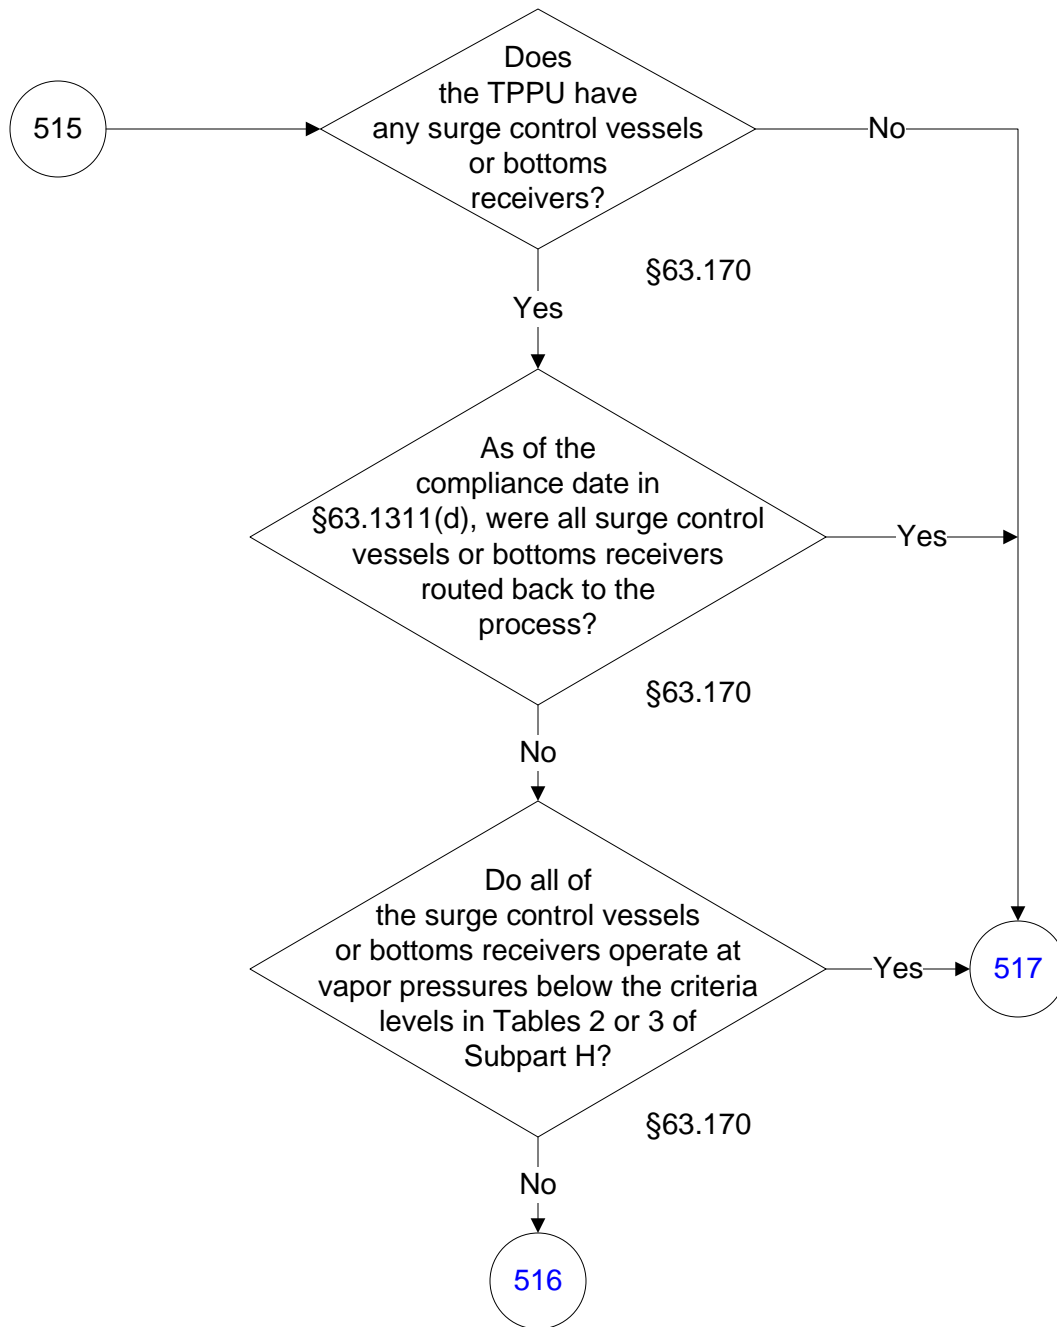 Does
the TPPU have
any surge control vessels
or bottoms
receivers?
515
No
§63.170
Yes
As of the
compliance date in
§63.1311(d), were all surge control
vessels or bottoms receivers
routed back to the
process?
Yes
§63.170
No
Do all of
the surge control vessels
or bottoms receivers operate at
vapor pressures below the criteria
levels in Tables 2 or 3 of
Subpart H?
Yes
517
§63.170
No
516